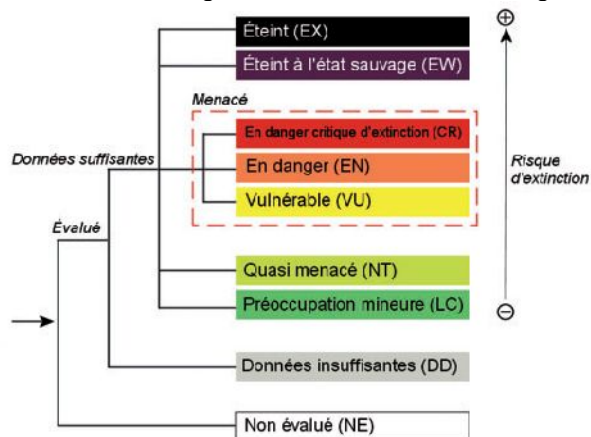 Éteint (EX)
Éteint à l'état sauvage (EW)
Menacé
En danger critique d'extinction (CR)
Données suffisantes
En danger (EN)
Risque
d'extinction
Vulnérable (VU)
Évalué
Quasi menacé (NT)
Préoccupation mineure (LC)
Données insuffisantes (DD)
Non évalué (NE)